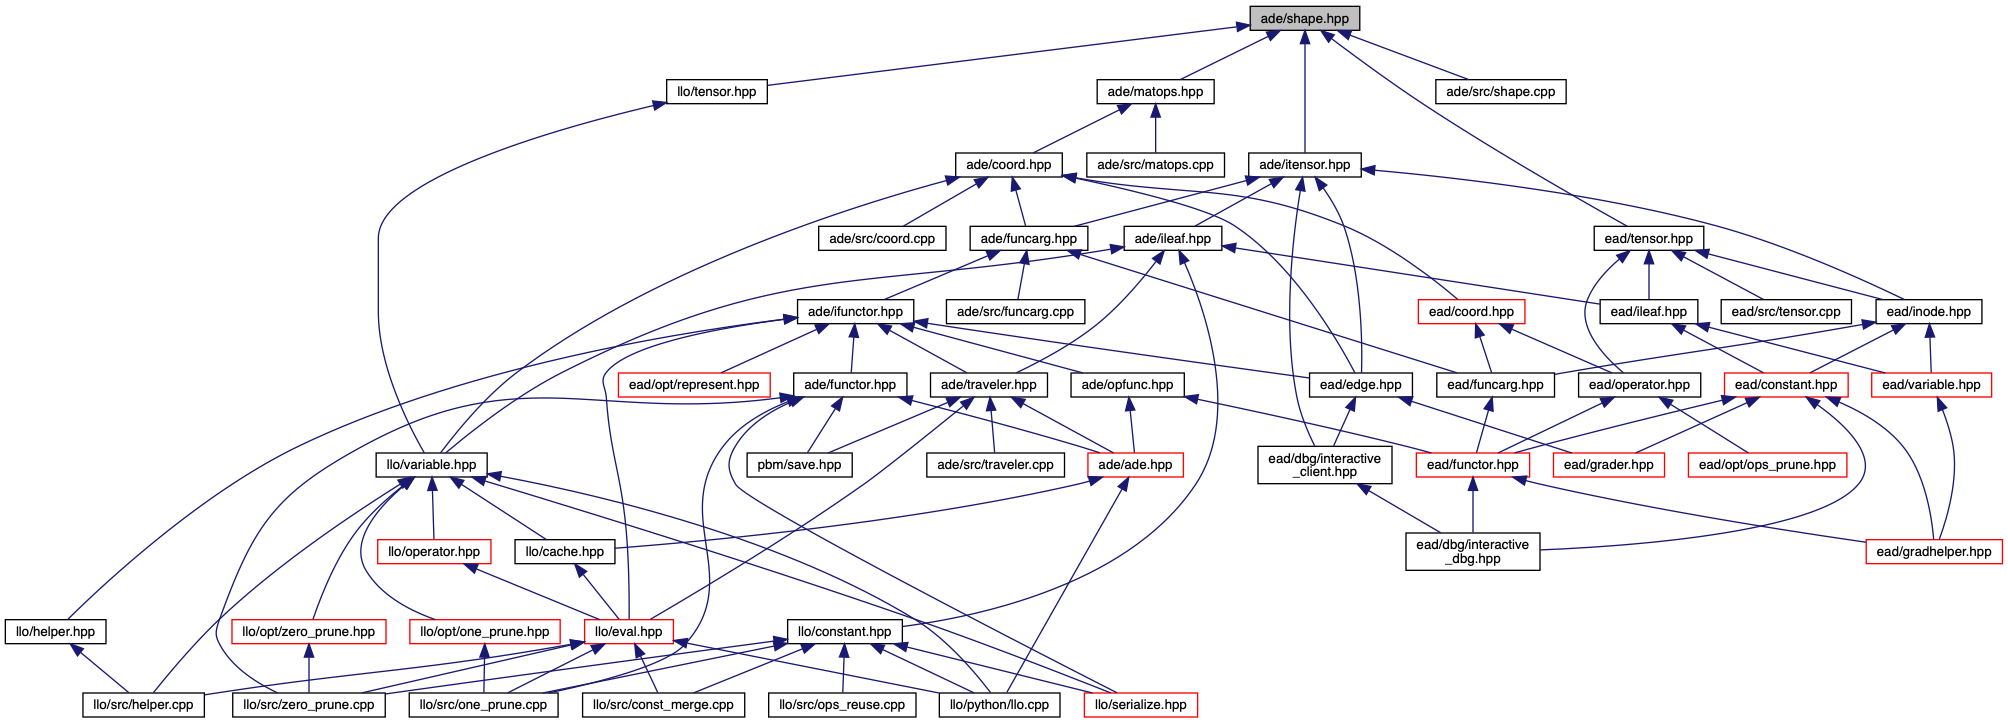 ade/shape.hpp
llo/tensor.hpp
ade/matops.hpp
ade/src/shape.cpp
ade/coord.hpp
ade/src/matops.cpp
ade/itensor.hpp
ade/src/coord.cpp
ade/funcarg.hpp
ade/ileaf.hpp
ead/tensor.hpp
ade/ifunctor.hpp
ade/src/funcarg.cpp
ead/coord.hpp
ead/ileaf.hpp
ead/src/tensor.cpp
ead/inode.hpp
ead/opt/represent.hpp
ade/functor.hpp
ade/traveler.hpp
ade/opfunc.hpp
ead/edge.hpp
ead/funcarg.hpp
ead/operator.hpp
ead/constant.hpp
ead/variable.hpp
llo/variable.hpp
pbm/save.hpp
ade/src/traveler.cpp
ade/ade.hpp
ead/dbg/interactive
_client.hpp
ead/functor.hpp
ead/grader.hpp
ead/opt/ops_prune.hpp
llo/operator.hpp
llo/cache.hpp
ead/dbg/interactive
_dbg.hpp
ead/gradhelper.hpp
llo/helper.hpp
llo/opt/zero_prune.hpp
llo/opt/one_prune.hpp
llo/eval.hpp
llo/constant.hpp
llo/src/helper.cpp
llo/src/zero_prune.cpp
llo/src/one_prune.cpp
llo/src/const_merge.cpp
llo/src/ops_reuse.cpp
llo/python/llo.cpp
llo/serialize.hpp